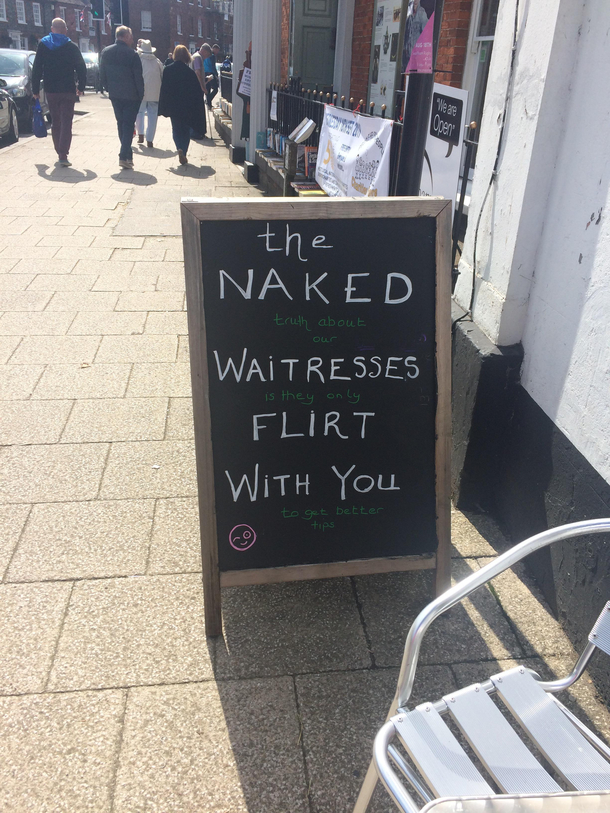 "We are
Open"
the
NAKED
truth about
our
WAITRESSES
is they only
FLIRT
WITH YOU
to get better
tips